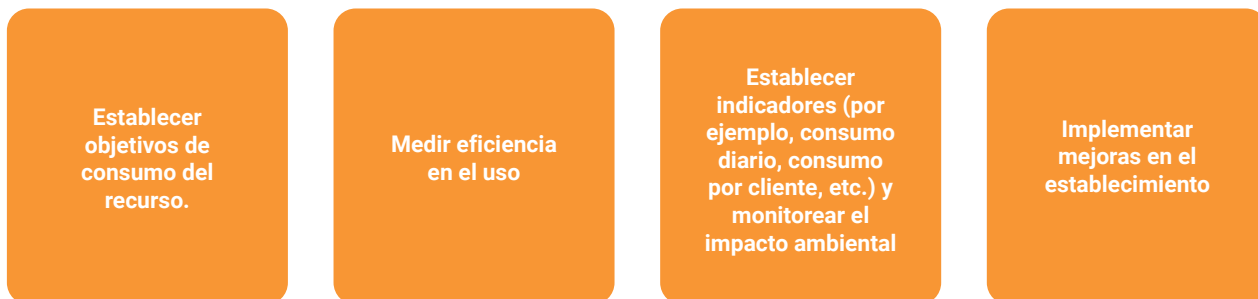 Establecer
objetivos de
consumo del
recurso.
Medir eficiencia
en el uso
Establecer
indicadores (por
ejemplo, consumo
diario, consumo
por cliente, etc.) y
monitorear el
impacto ambiental
Implementar
mejoras en el
establecimiento